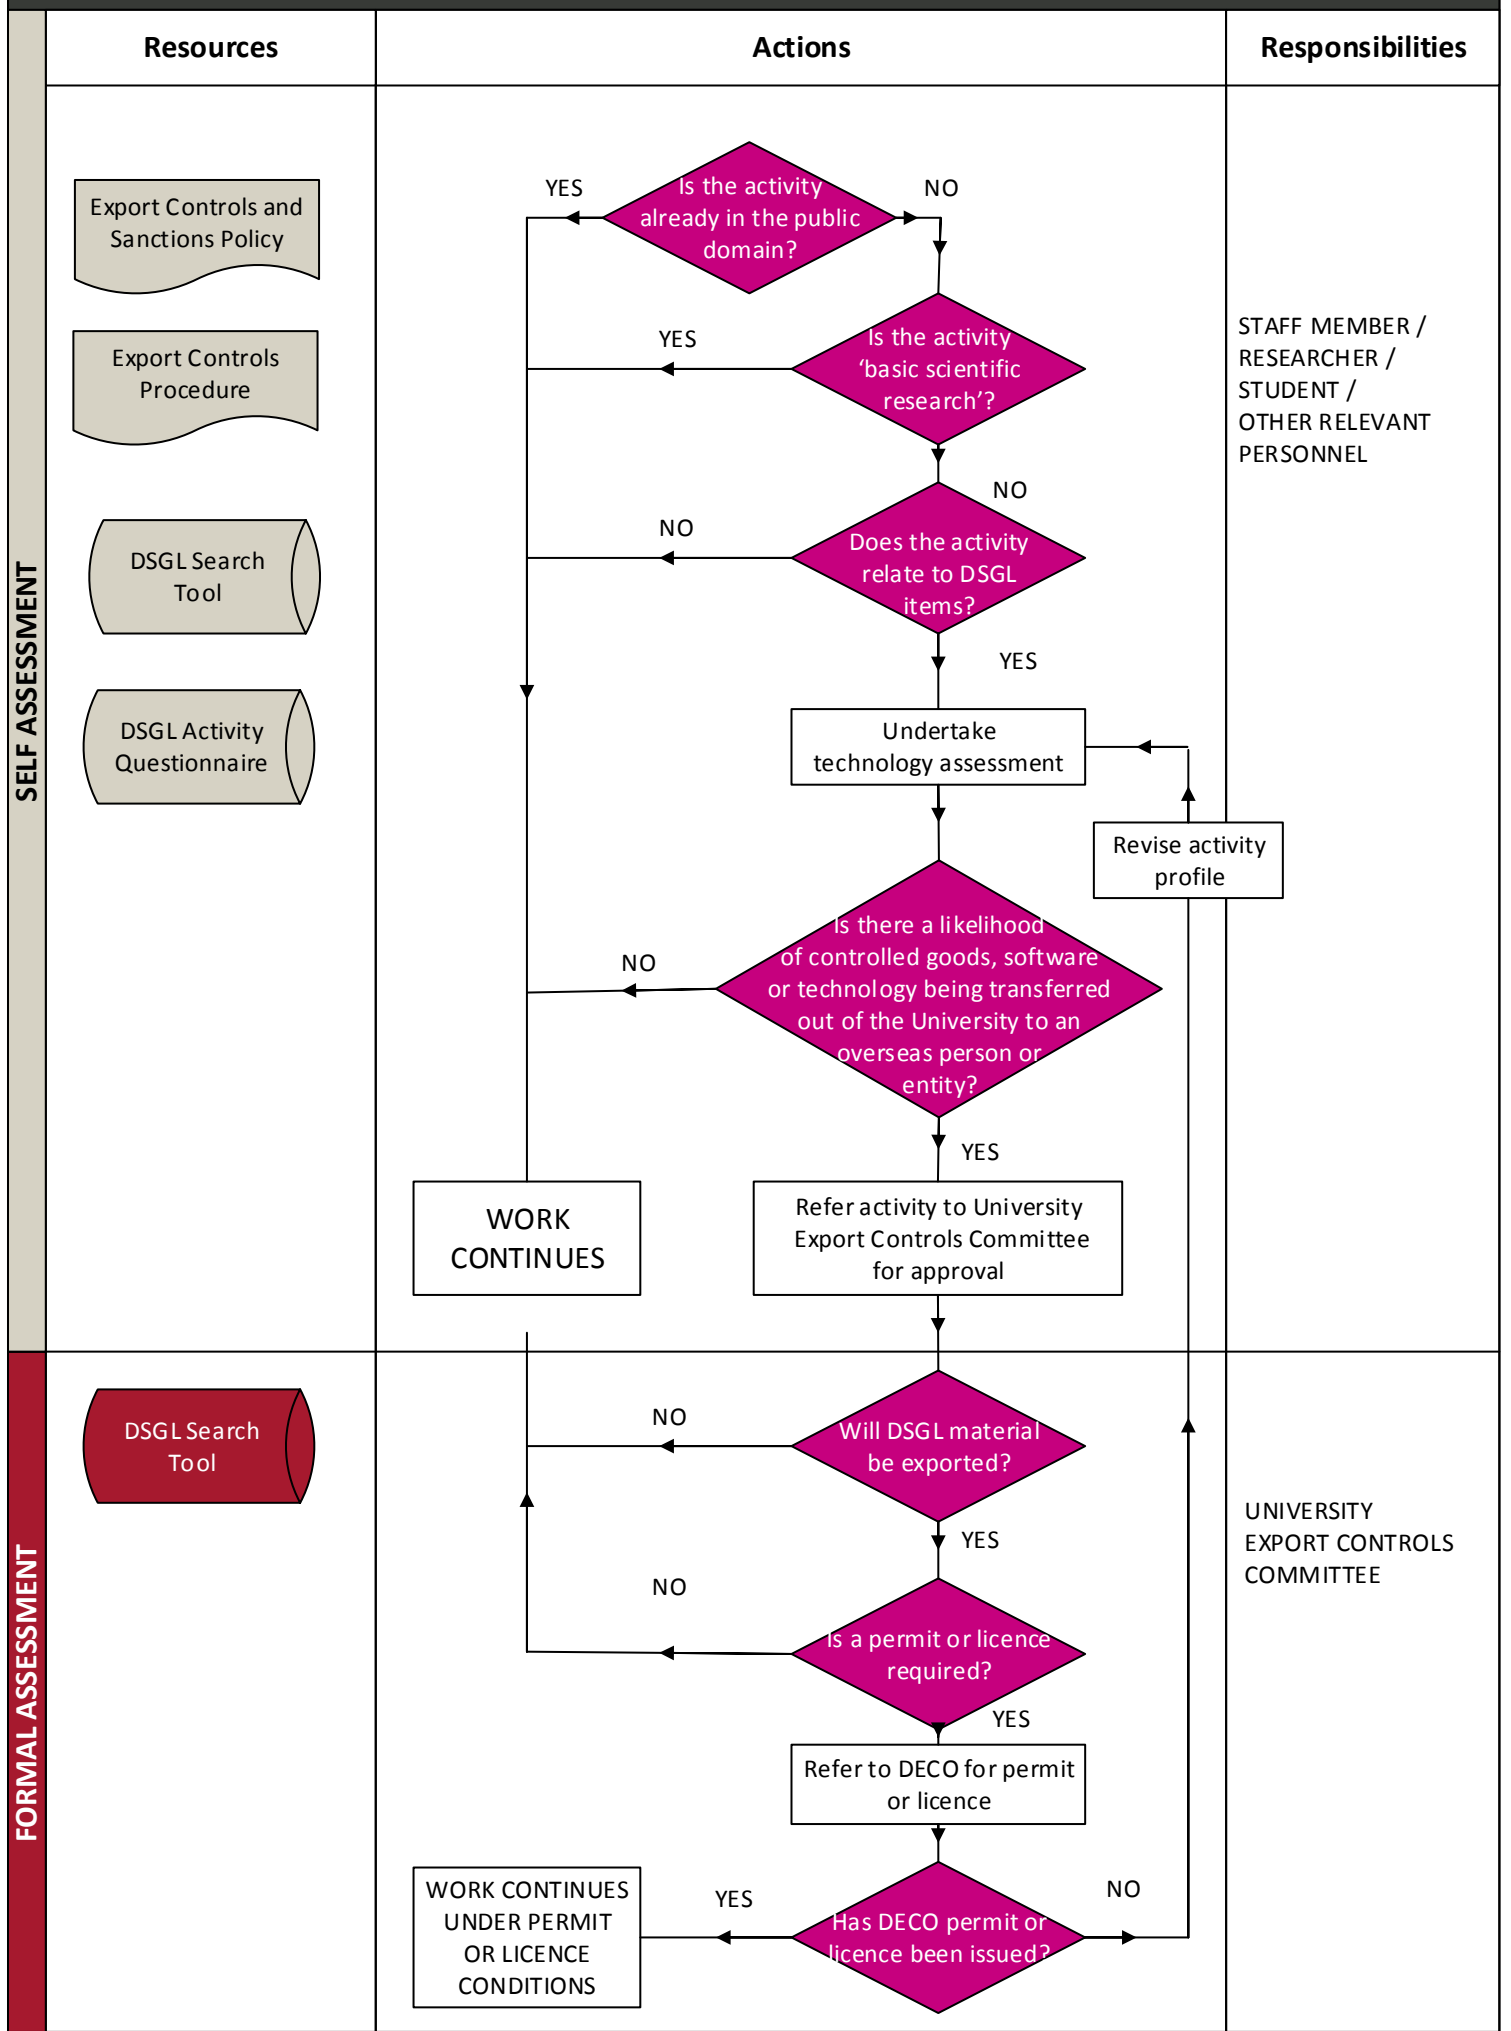 Resources
Actions
Responsibilities
SELF ASSESSMENT
Export Controls and
Sanctions Policy
Export Controls
Procedure
DSGL Search
Tool
DSGL Activity
Questionnaire
YES
Is the activity
already in the public
domain?
NO
YES
Is the activity
‘basic scientific
research’?
NO
NO
Does the activity
relate to DSGL
items?
YES
Undertake
technology assessment
Revise activity
profile
NO
Is there a likelihood
of controlled goods, software
or technology being transferred
out of the University to an
overseas person or
entity?
YES
WORK
CONTINUES
Refer activity to University
Export Controls Committee
for approval
STAFF MEMBER /
RESEARCHER /
STUDENT /
OTHER RELEVANT
PERSONNEL
FORMAL ASSESSMENT
DSGL Search
Tool
NO
Will DSGL material
be exported?
YES
NO
Is a permit or licence
required?
YES
Refer to DECO for permit
or licence
WORK CONTINUES
UNDER PERMIT
OR LICENCE
CONDITIONS
YES
Has DECO permit or
licence been issued?
NO
UNIVERSITY
EXPORT CONTROLS
COMMITTEE